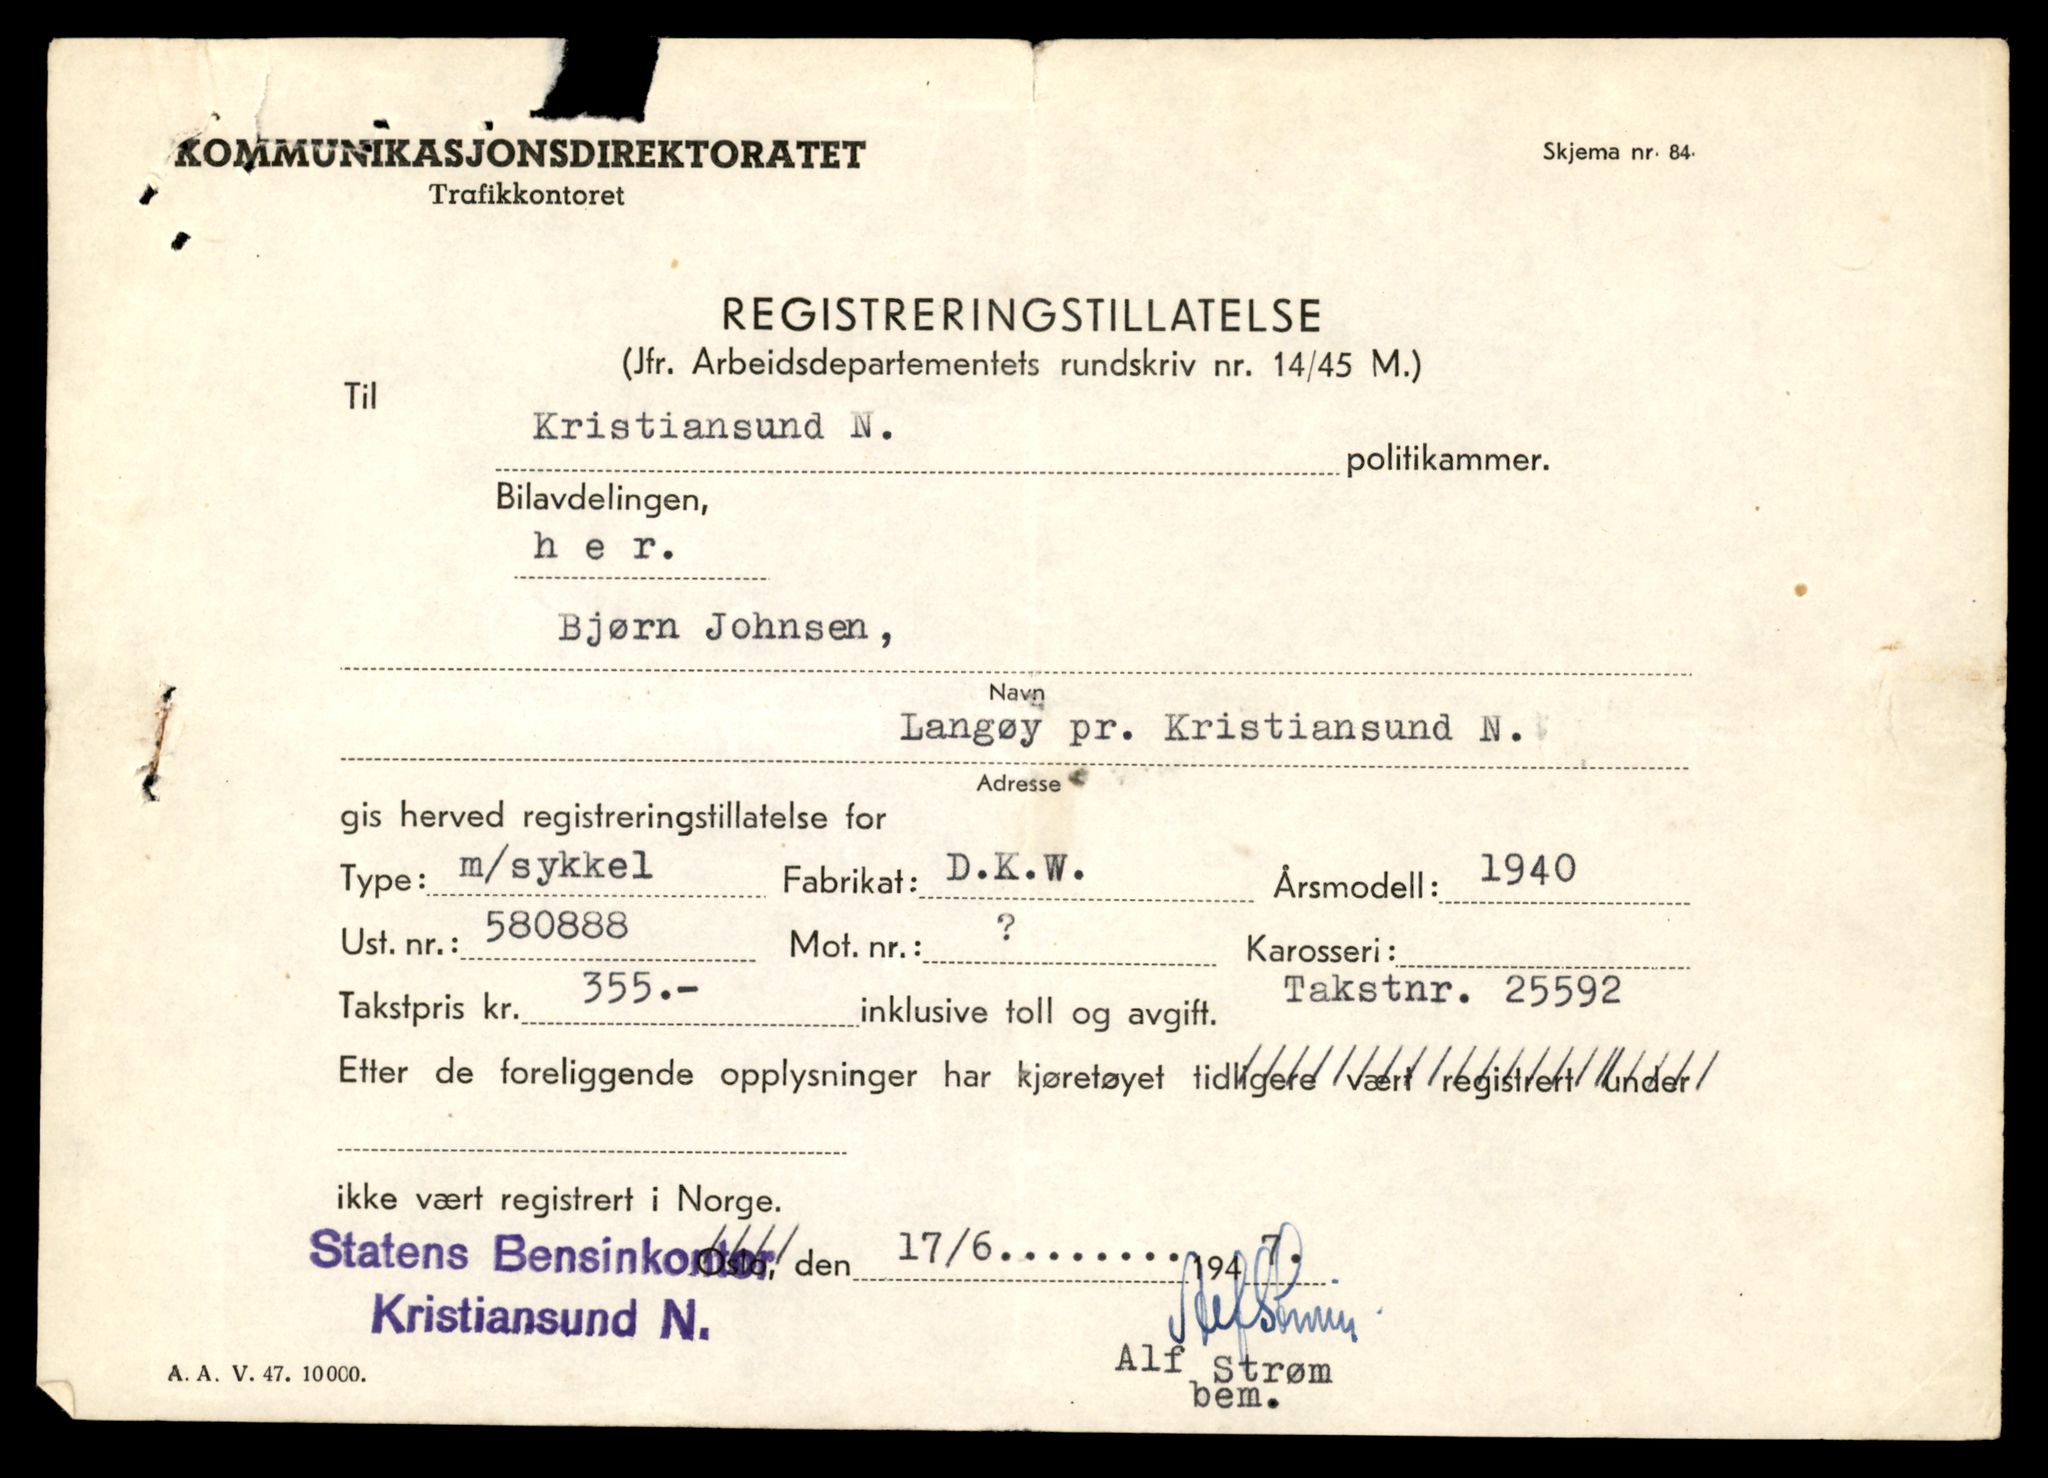 KOMMUNIKASJONSDIREKTORATET
Trafikkontoret
Skjema nr. 84.
REGISTRERINGSTILLATELSE
(Jfr. Arbeidsdepartementets rundskriv nr. 14/45 M.)
Til
Kristiansund N.
politikammer.
Bilavdelingen,
h e r.
Bjørn Johnsen,
Navn
Langøy pr. Kristiansund N.
Adresse
gis herved registreringstillatelse for
Type: m/sykkel Fabrikat: D.K.W. Årsmodell: 1940
Ust. nr.: 580888 Mot. nr.: ? Karosseri:
Takstpris kr. 355.- inklusive toll og avgift. Takstnr. 25592
Etter de foreliggende opplysninger har kjøretøyet tidligere vært registrert under
ikke vært registrert i Norge.
Statens Bensinkontor Oslo, den 17/6........ 1947.
Kristiansund N.
Alf Strøm
bem.
A. A. V. 47. 10000.